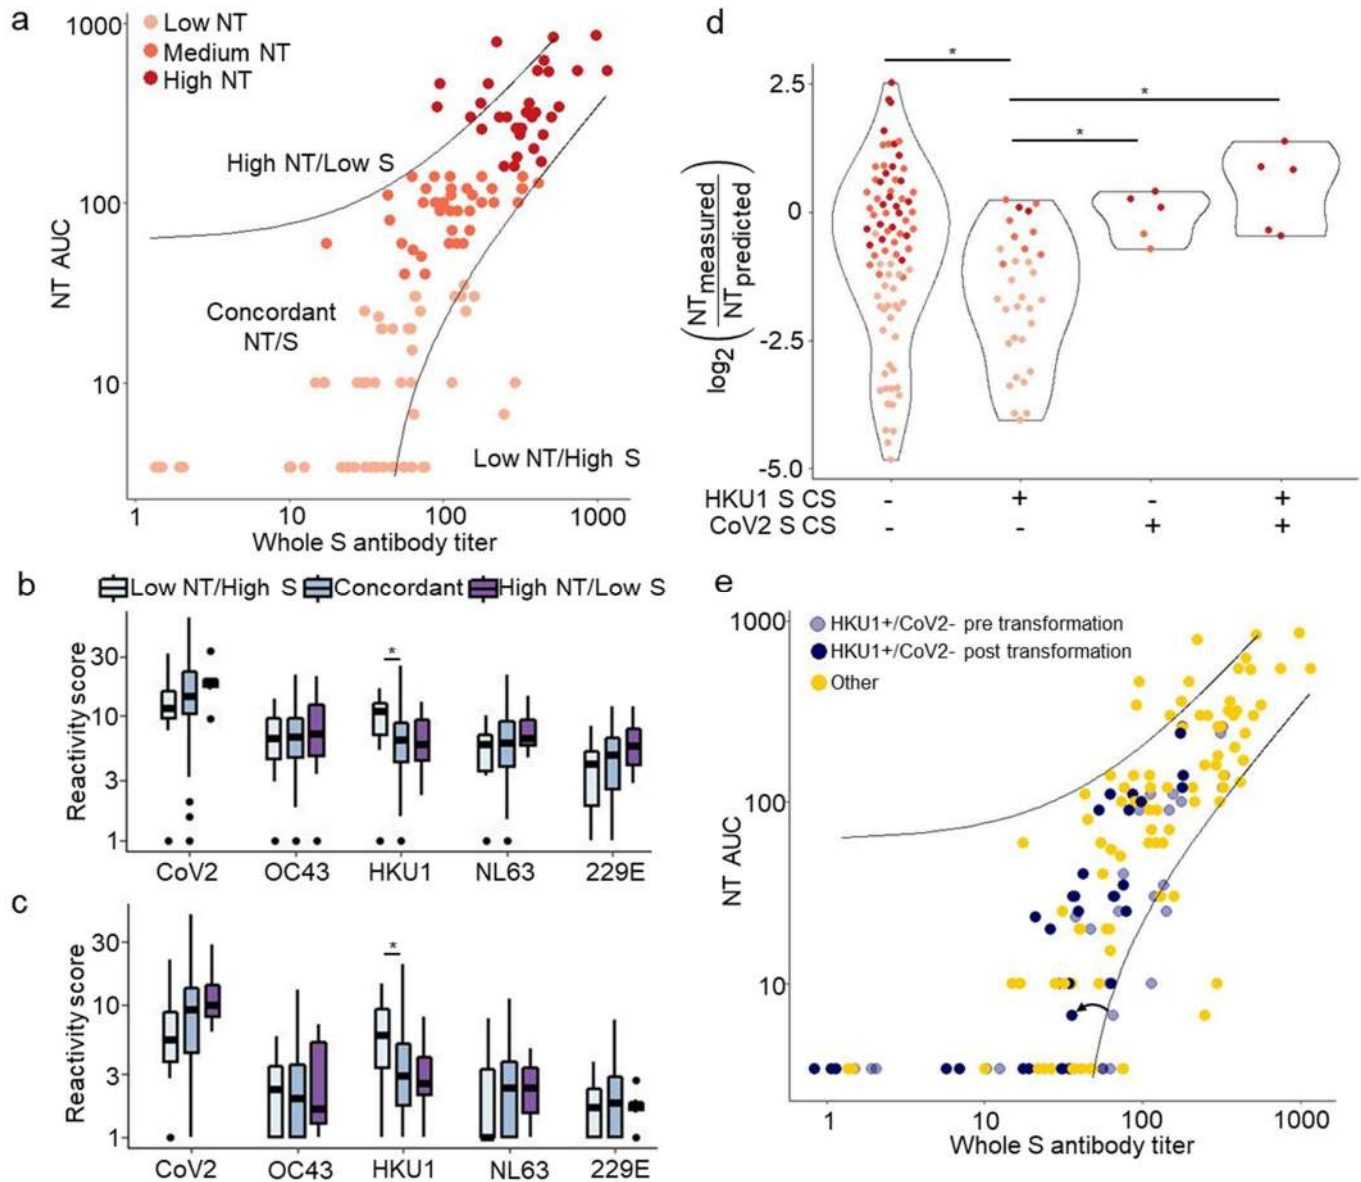 a
1000
100
10
NT AUC
Low NT
Medium NT
High NT
High NT/Low S
Concordant
NT/S
Low NT/High S
1
10
100
1000
Whole S antibody titer
b
Low NT/High S
Concordant
High NT/Low S
Reactivity score
30
10
3
1
*
CoV2
OC43
HKU1
NL63
229E
c
Reactivity score
30
10
3
1
*
CoV2
OC43
HKU1
NL63
229E
d
log2 (NTmeasured / NTpredicted)
2.5
0
-2.5
-5.0
*
*
*
HKU1 S CS - + - +
CoV2 S CS - - + +
e
1000
100
10
NT AUC
HKU1+/CoV2- pre transformation
HKU1+/CoV2- post transformation
Other
1
10
100
1000
Whole S antibody titer